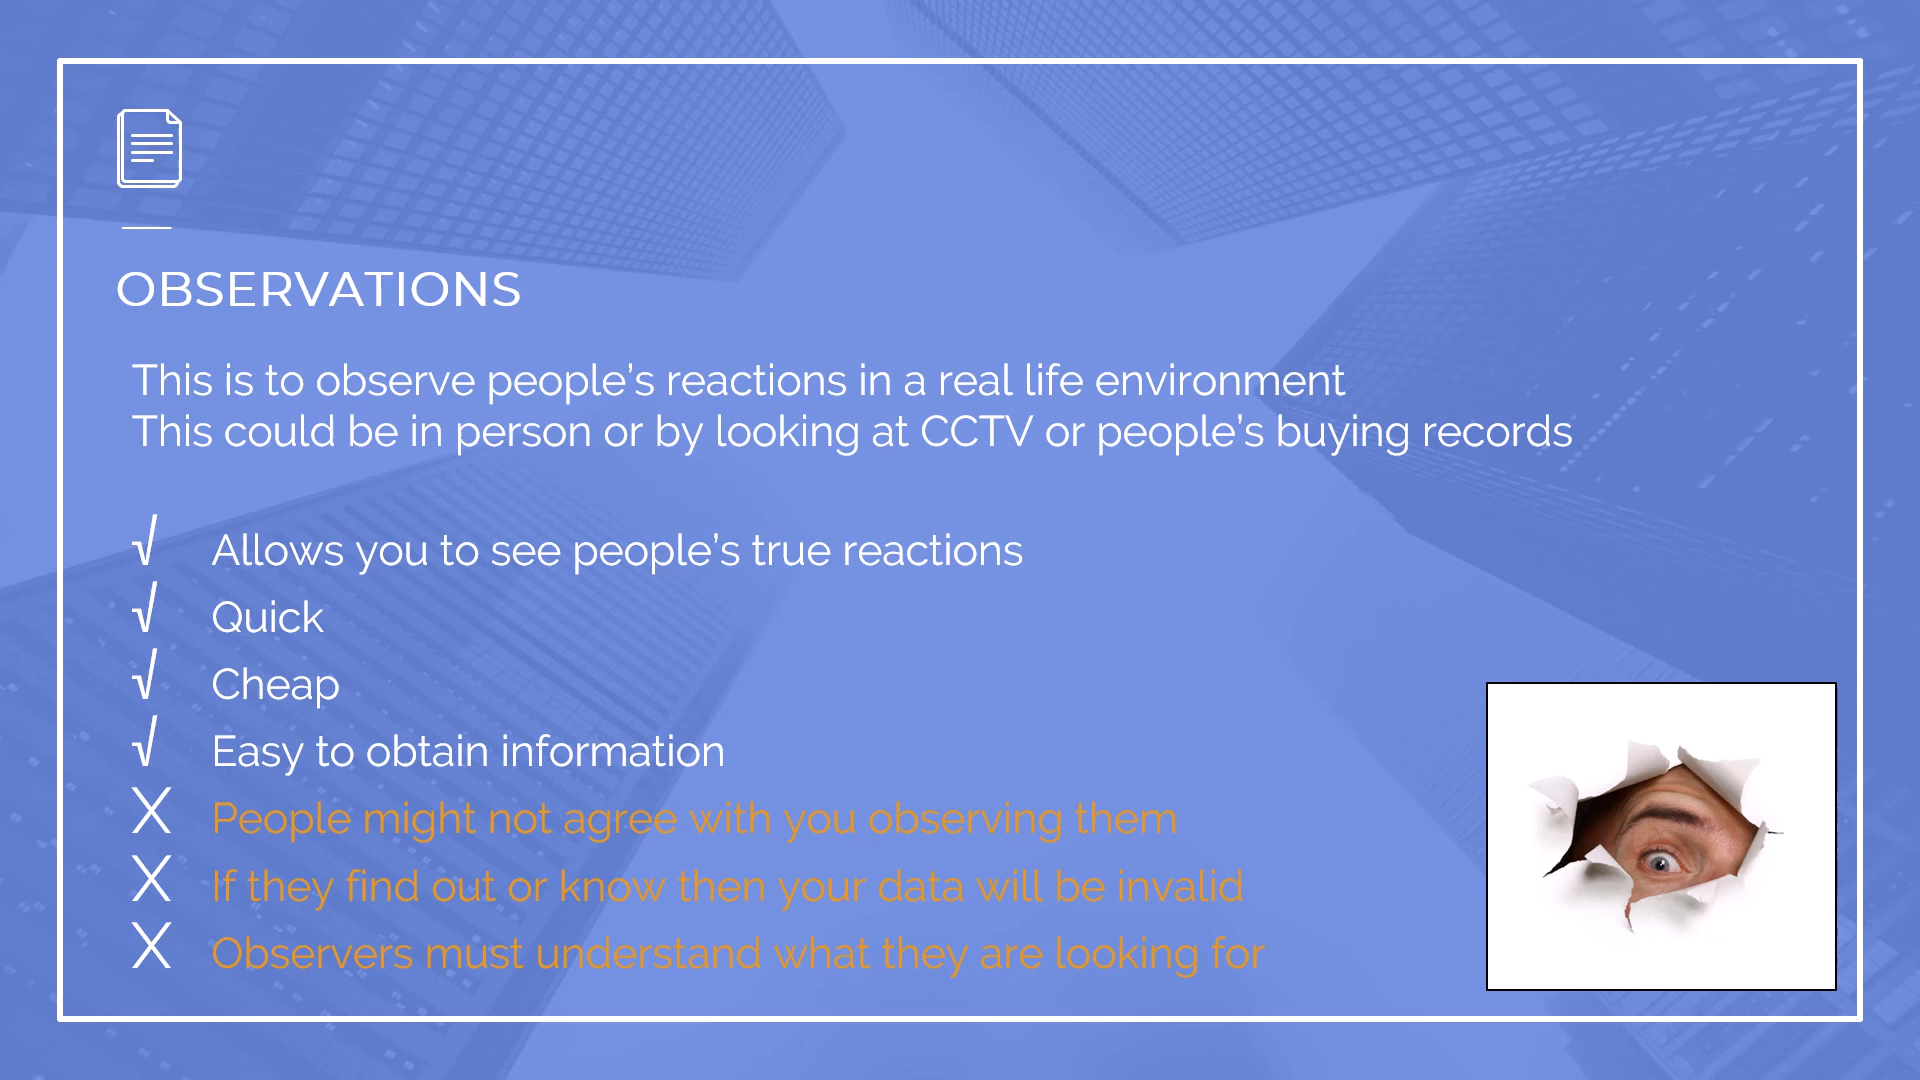 OBSERVATIONS
This is to observe people’s reactions in a real life environment
This could be in person or by looking at CCTV or people’s buying records
√ Allows you to see people’s true reactions
√ Quick
√ Cheap
√ Easy to obtain information
X People might not agree with you observing them
X If they find out or know then your data will be invalid
X Observers must understand what they are looking for